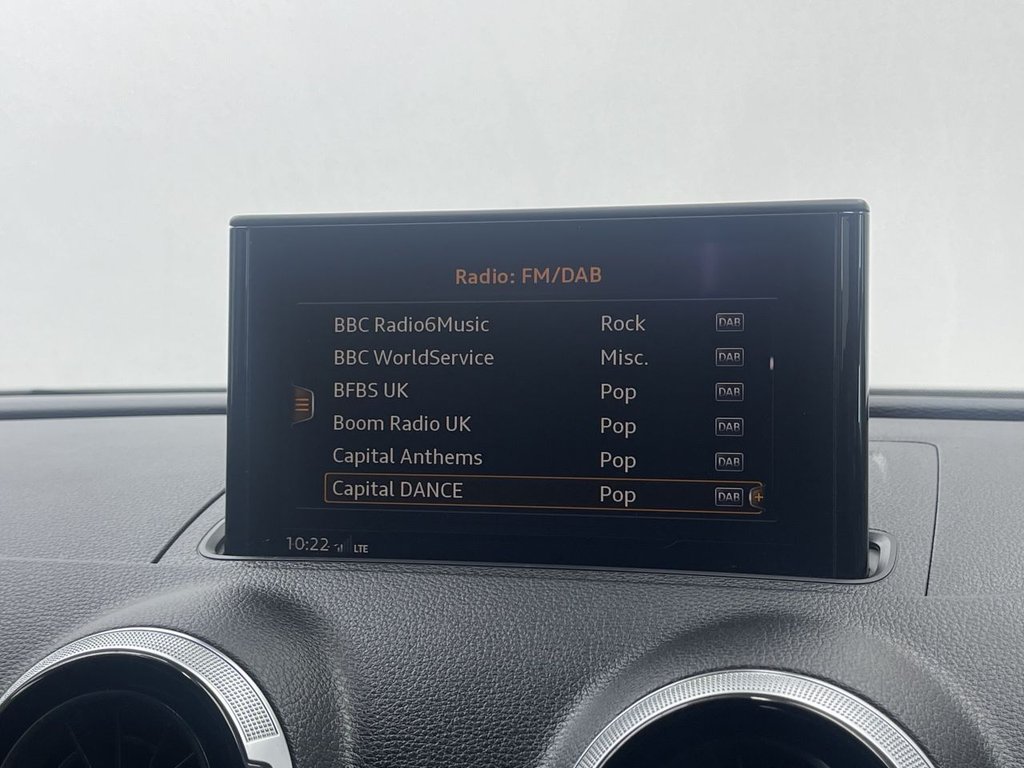 Radio: FM/DAB
BBC Radio6Music Rock DAB
BBC WorldService Misc. DAB
BFBS UK Pop DAB
Boom Radio UK Pop DAB
Capital Anthems Pop DAB
Capital DANCE Pop DAB
10:22 LTE